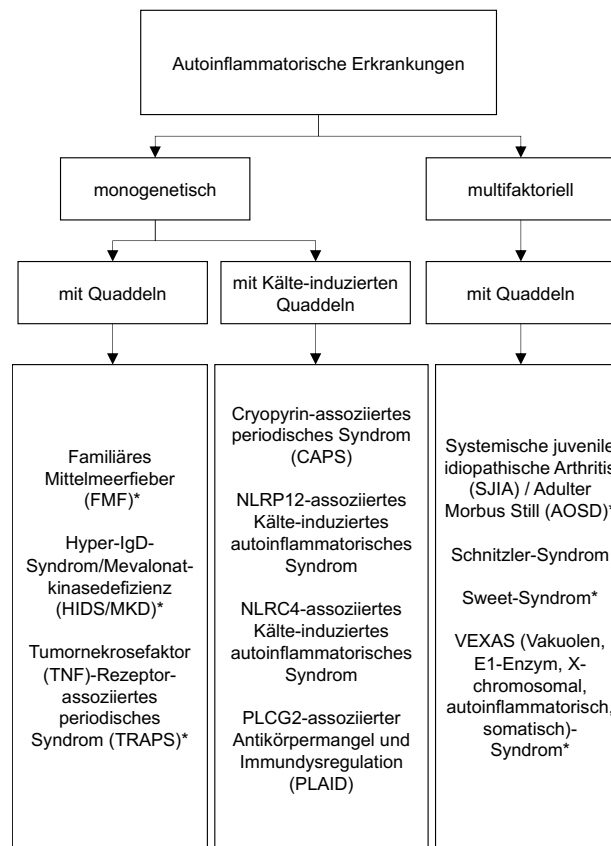 Autoinflammatorische Erkrankungen
monogenetisch
multifaktoriell
mit Quaddeln
mit Kälte-induzierten
Quaddeln
mit Quaddeln
Familiäres
Mittelmeerfieber
(FMF)*
Hyper-IgD-
Syndrom/Mevalonat-
kinasedefizienz
(HIDS/MKD)*
Tumornekrosefaktor
(TNF)-Rezeptor-
assoziiertes
periodisches
Syndrom (TRAPS)*
Cryopyrin-assoziiertes
periodisches Syndrom
(CAPS)
NLRP12-assoziiertes
Kälte-induziertes
autoinflammatorisches
Syndrom
NLRC4-assoziiertes
Kälte-induziertes
autoinflammatorisches
Syndrom
PLCG2-assoziierter
Antikörpermangel und
Immundysregulation
(PLAID)
Systemische juvenile
idiopathische Arthritis
(SJIA) / Adulter
Morbus Still (AOSD)*
Schnitzler-Syndrom
Sweet-Syndrom*
VEXAS (Vakuolen,
E1-Enzym, X-
chromosomal,
autoinflammatorisch,
somatisch)-
Syndrom*